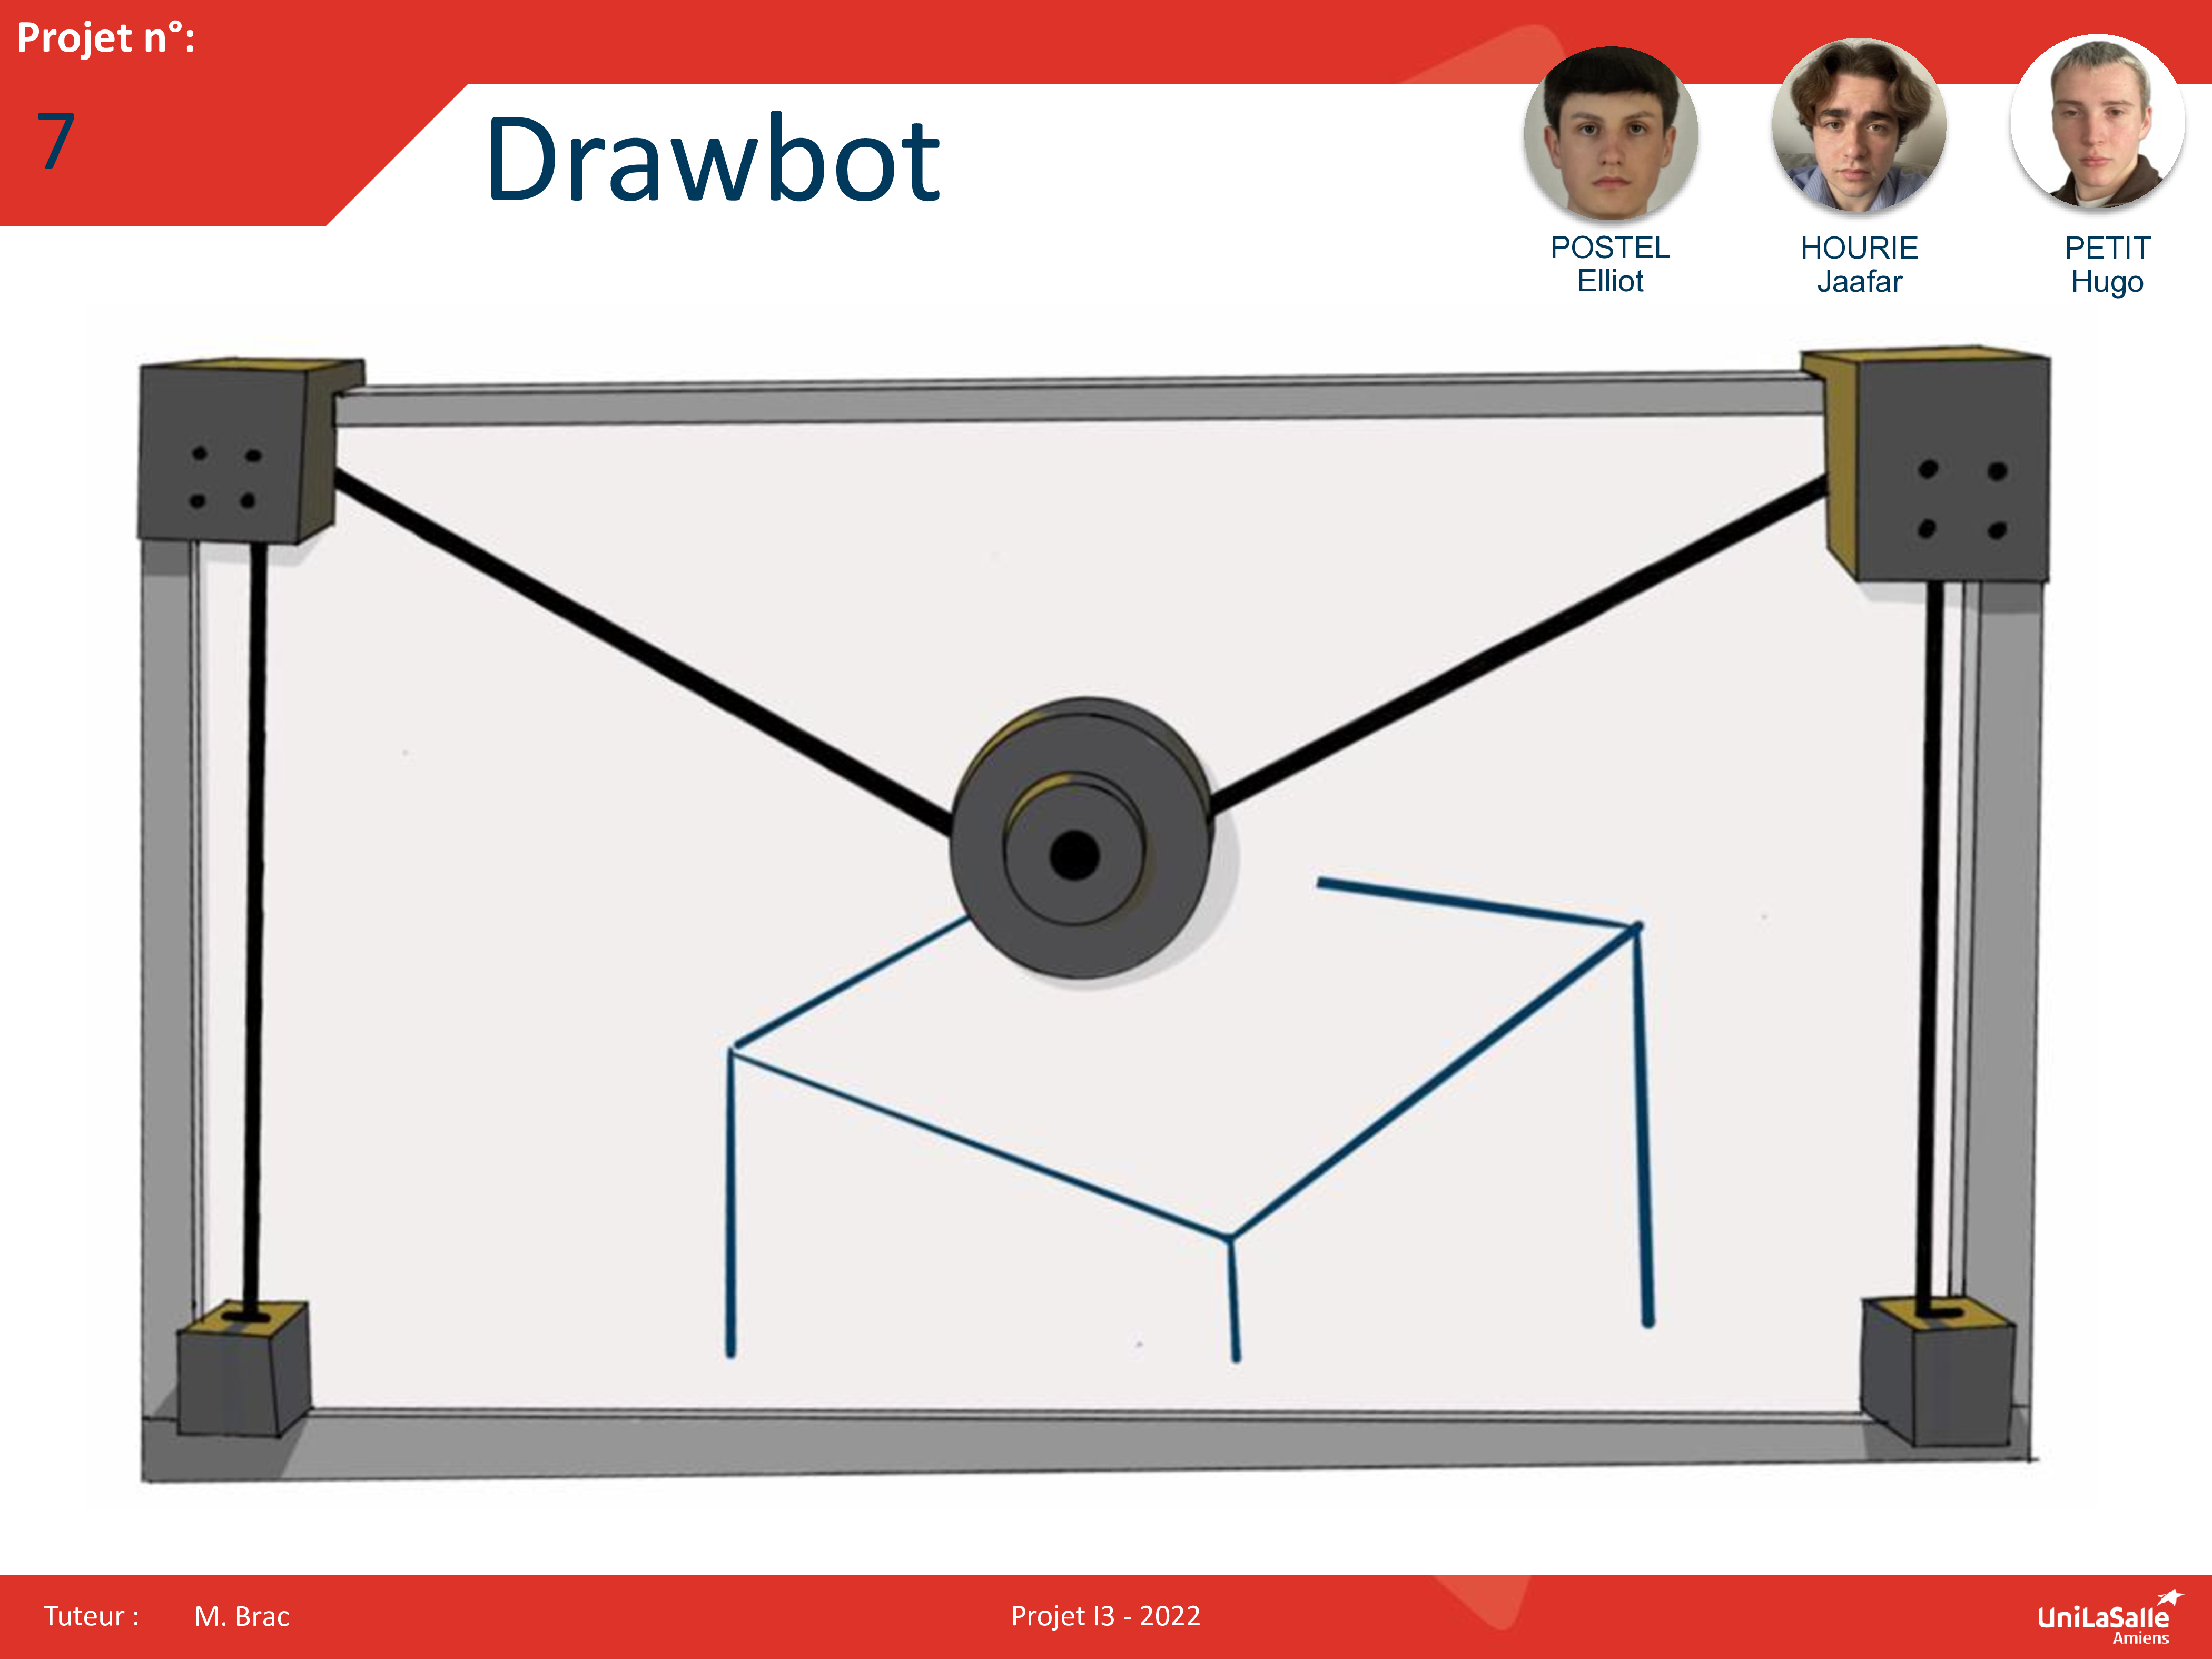 Projet n°:
7
Drawbot
POSTEL
Elliot
HOURIE
Jaafar
PETIT
Hugo
Tuteur : M. Brac
Projet I3 - 2022
UniLaSalle
Amiens